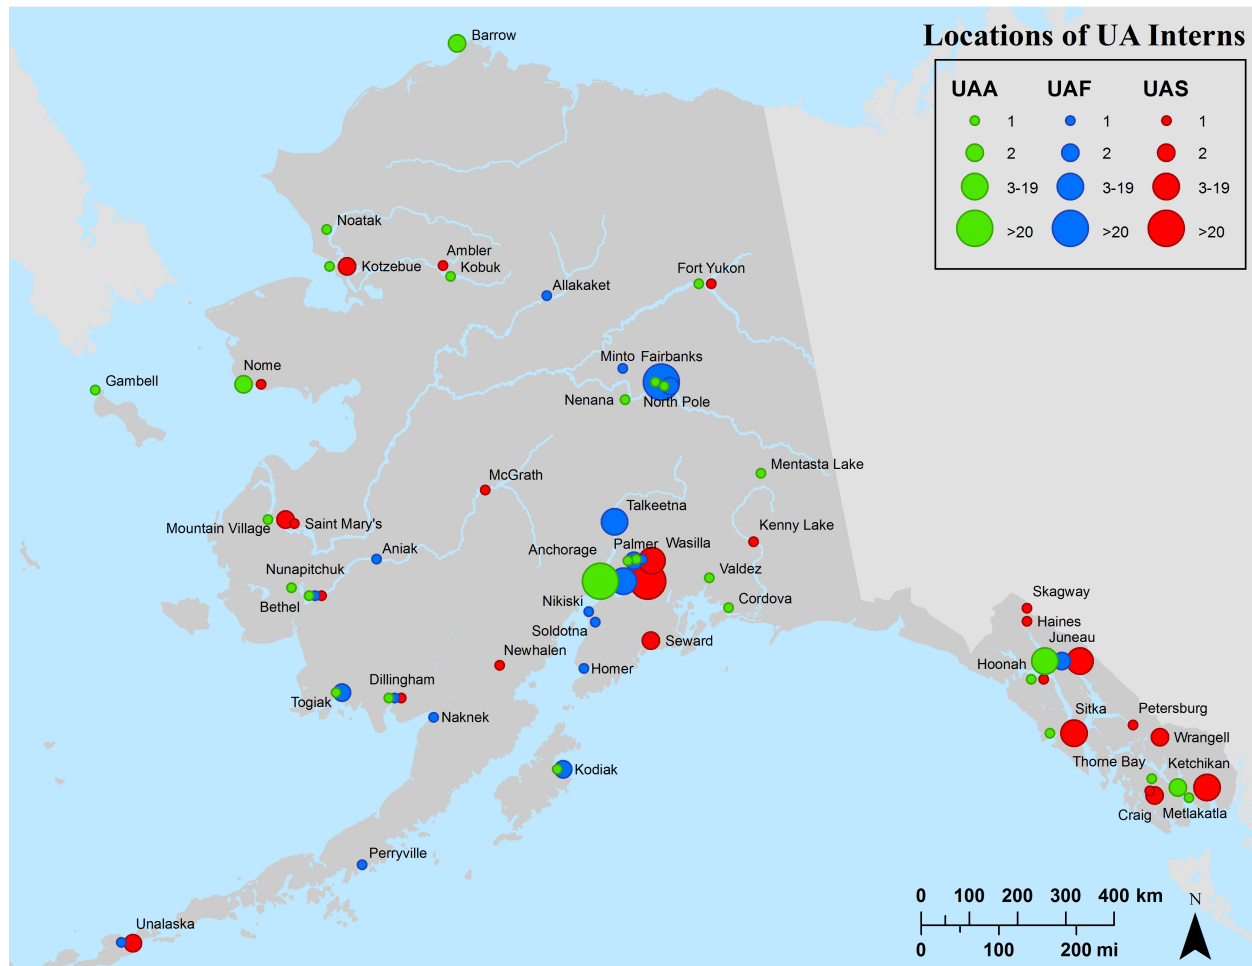 Locations of UA Interns
UAA UAF UAS
1 1 1
2 2 2
3-19 3-19 3-19
>20 >20 >20
Barrow
Noatak
Ambler
Kotzebue
Kobuk
Fort Yukon
Allakaket
Minto Fairbanks
Nome
Gambell
Nenana
North Pole
Mentasta Lake
McGrath
Talkeetna
Mountain Village
Saint Mary's
Kenny Lake
Anchorage
Palmer
Wasilla
Aniak
Nunapitchuk
Valdez
Bethel
Nikiski
Cordova
Soldotna
Skagway
Haines
Juneau
Seward
Newhalen
Homer
Hoonah
Dillingham
Togiak
Naknek
Sitka
Petersburg
Wrangell
Thorne Bay
Ketchikan
Kodiak
Craig
Metlakatla
Perryville
Unalaska
0 100 200 300 400 km
0 100 200 mi
N